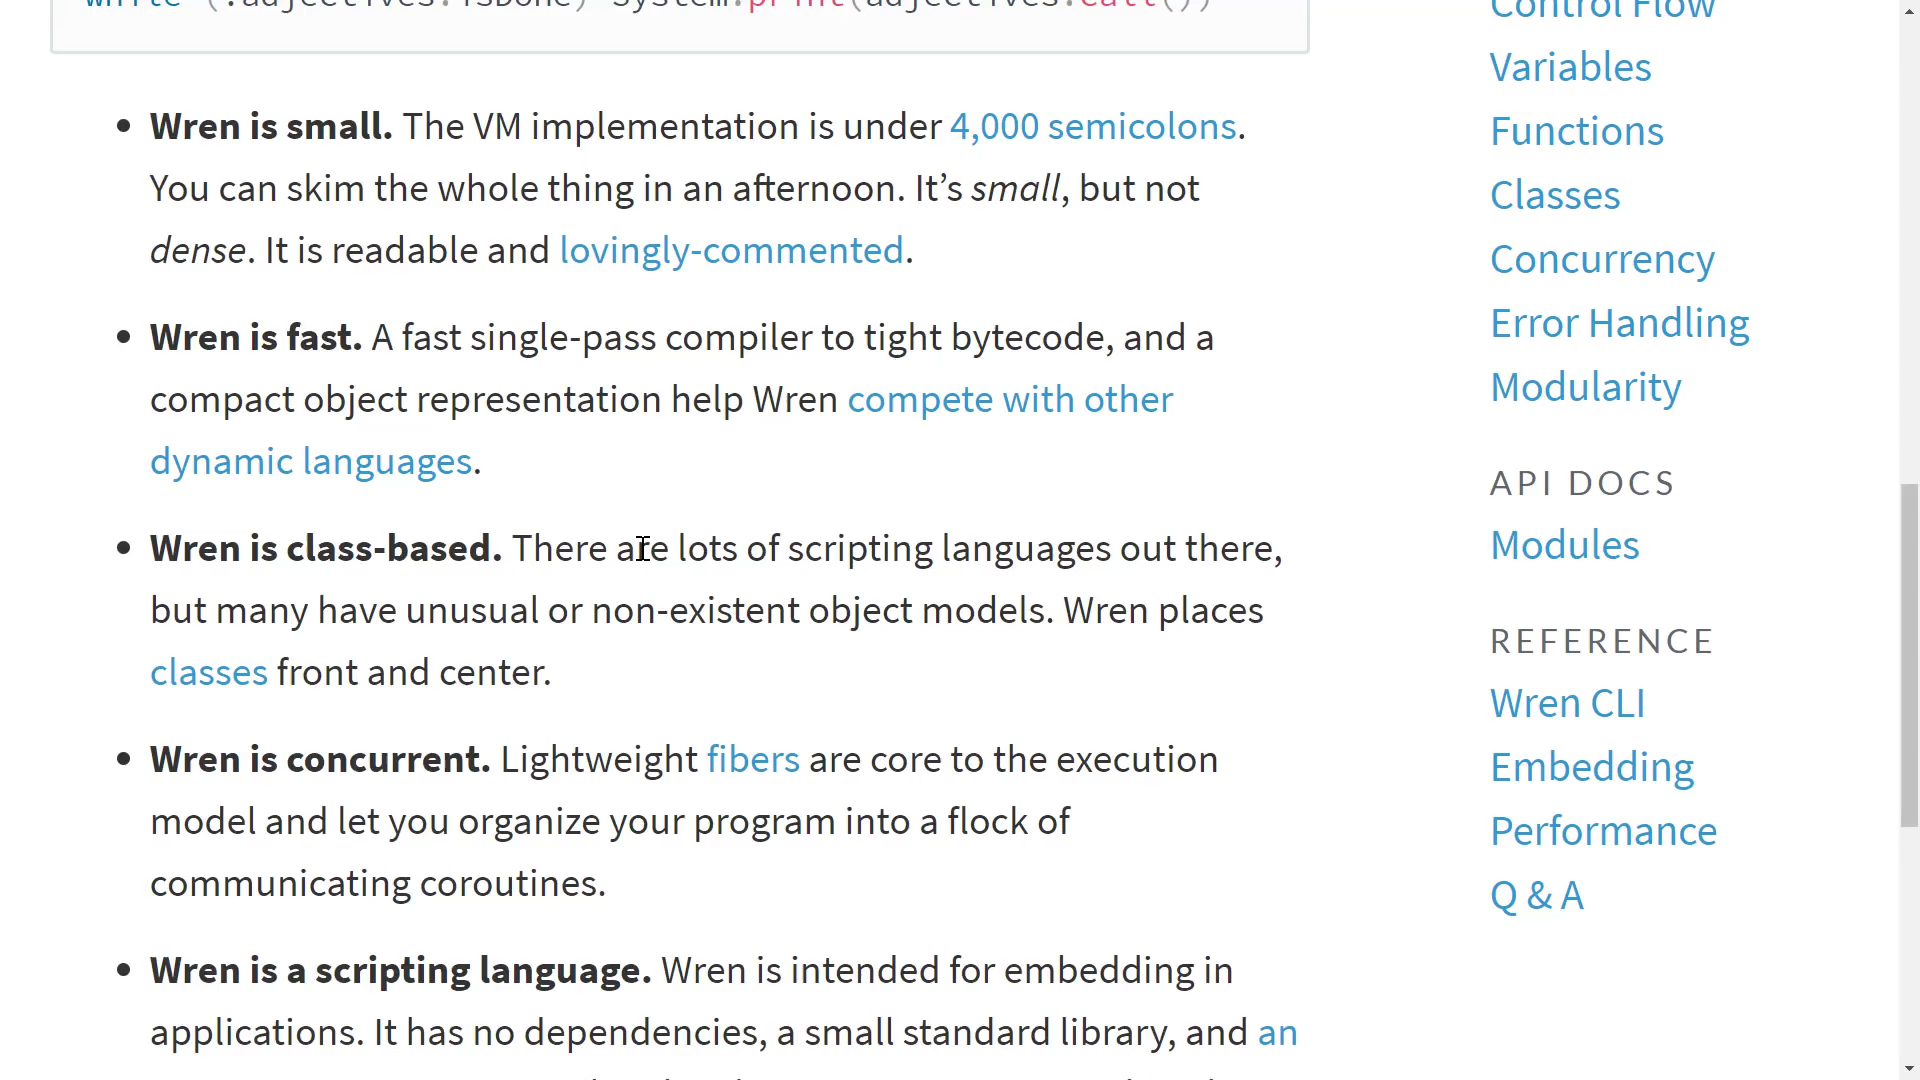 while (!adjectives.isDone) System.print(adjectives.call())
Wren is small. The VM implementation is under 4,000 semicolons.
You can skim the whole thing in an afternoon. It’s small, but not
dense. It is readable and lovingly-commented.
Wren is fast. A fast single-pass compiler to tight bytecode, and a
compact object representation help Wren compete with other
dynamic languages.
Wren is class-based. There are lots of scripting languages out there,
but many have unusual or non-existent object models. Wren places
classes front and center.
Wren is concurrent. Lightweight fibers are core to the execution
model and let you organize your program into a flock of
communicating coroutines.
Wren is a scripting language. Wren is intended for embedding in
applications. It has no dependencies, a small standard library, and an
Control Flow
Variables
Functions
Classes
Concurrency
Error Handling
Modularity
API DOCS
Modules
REFERENCE
Wren CLI
Embedding
Performance
Q & A